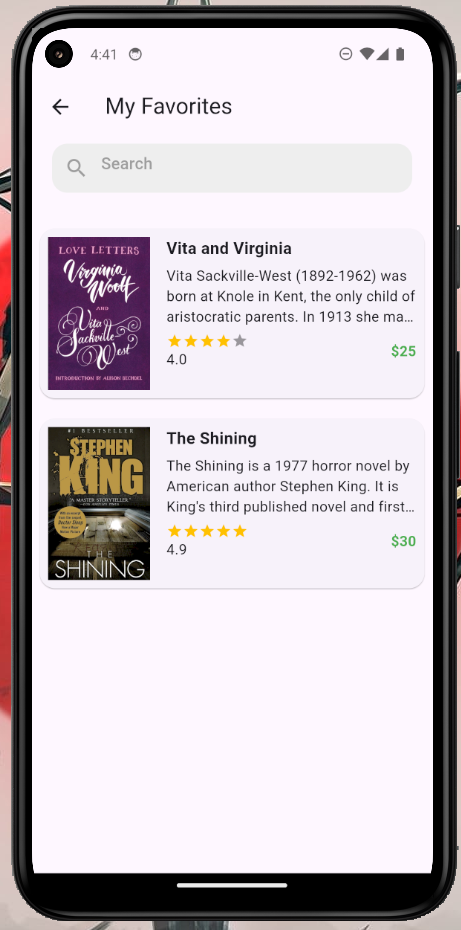 4:41
My Favorites
Search
LOVE LETTERS
Virginia
Woolf
AND
Vita
Sackville
West
INTRODUCTION BY ALISON BECHDEL
Vita and Virginia
Vita Sackville-West (1892-1962) was
born at Knole in Kent, the only child of
aristocratic parents. In 1913 she ma…
4.0
$25
#1 BESTSELLER
STEPHEN
KING
"A MASTER STORYTELLER."
THE
SHINING
The Shining
The Shining is a 1977 horror novel by
American author Stephen King. It is
King's third published novel and first…
4.9
$30